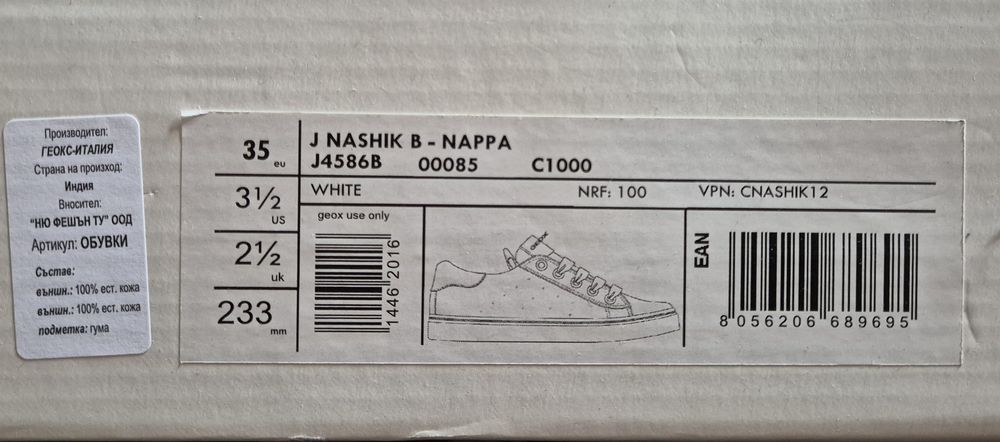 Производител:
ГЕОКС-ИТАЛИЯ
Страна на произход:
Индия
Вносител:
"НЮ ФЕШЪН ТУ" ООД
Артикул: ОБУВКИ
Състав:
външн.: 100% ест. кожа
външн.: 100% ест. кожа
подметка: гума
35 eu
3½ US
2½ uk
233 mm
J NASHIK B - NAPPA
J4586B 00085 C1000
WHITE NRF: 100 VPN: CNASHIK12
geox use only
1446 2016
GEOX
EAN
8 056206 689695